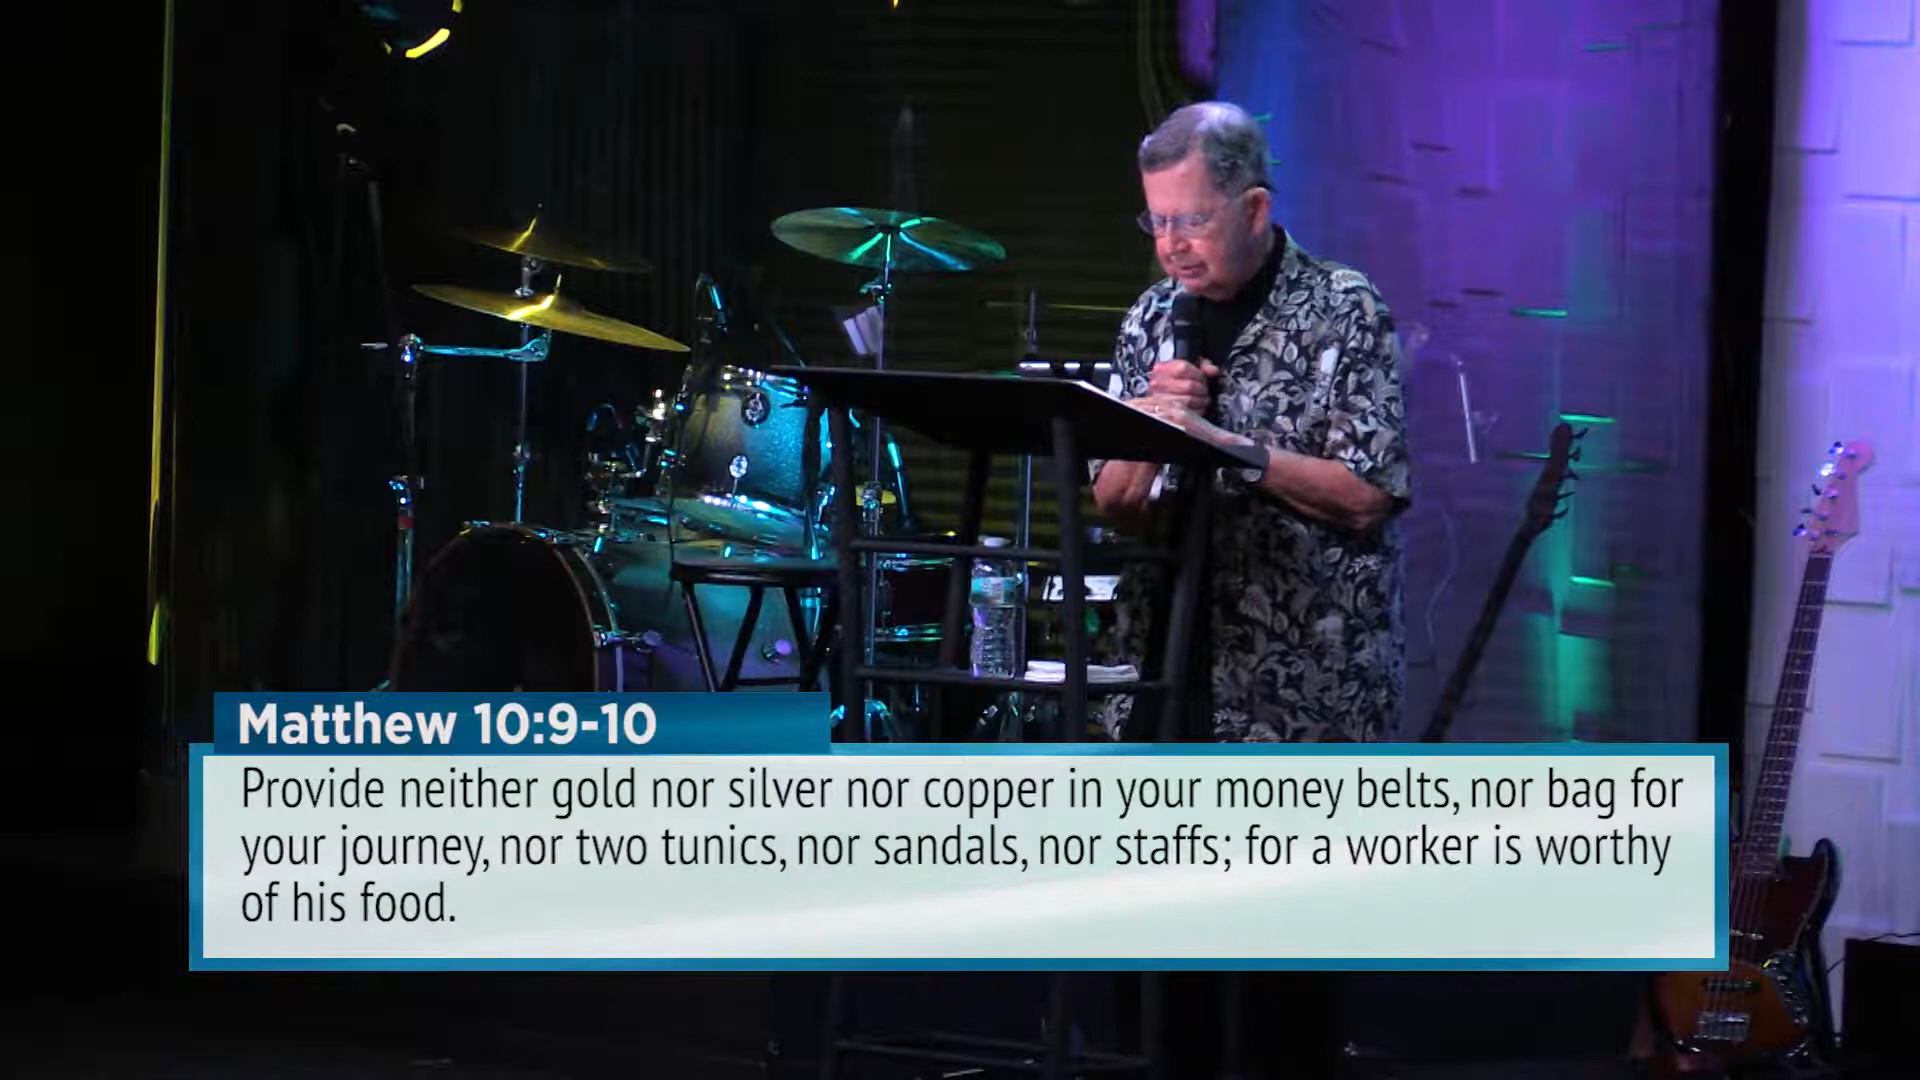 Matthew 10:9-10
Provide neither gold nor silver nor copper in your money belts, nor bag for
your journey, nor two tunics, nor sandals, nor staffs; for a worker is worthy
of his food.